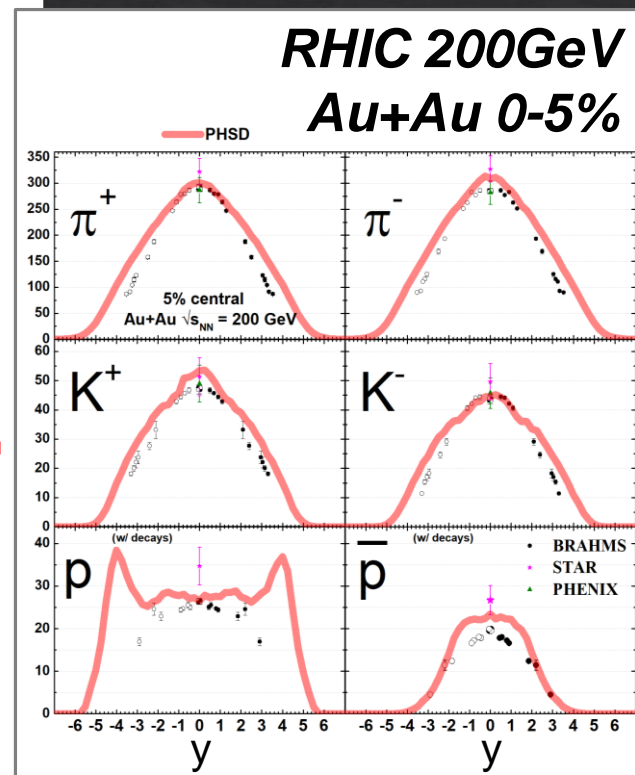 RHIC 200GeV
Au+Au 0-5%
PHSD
350
300
250
200
150
100
50
0
π+
5% central
Au+Au √sNN = 200 GeV
π-
60
50
40
30
20
10
0
K+
K-
40
30
20
10
0
p
(w/ decays)
p̅
(w/ decays)
BRAHMS
STAR
PHENIX
-6 -5 -4 -3 -2 -1 0 1 2 3 4 5 6
-6 -5 -4 -3 -2 -1 0 1 2 3 4 5 6
y
y